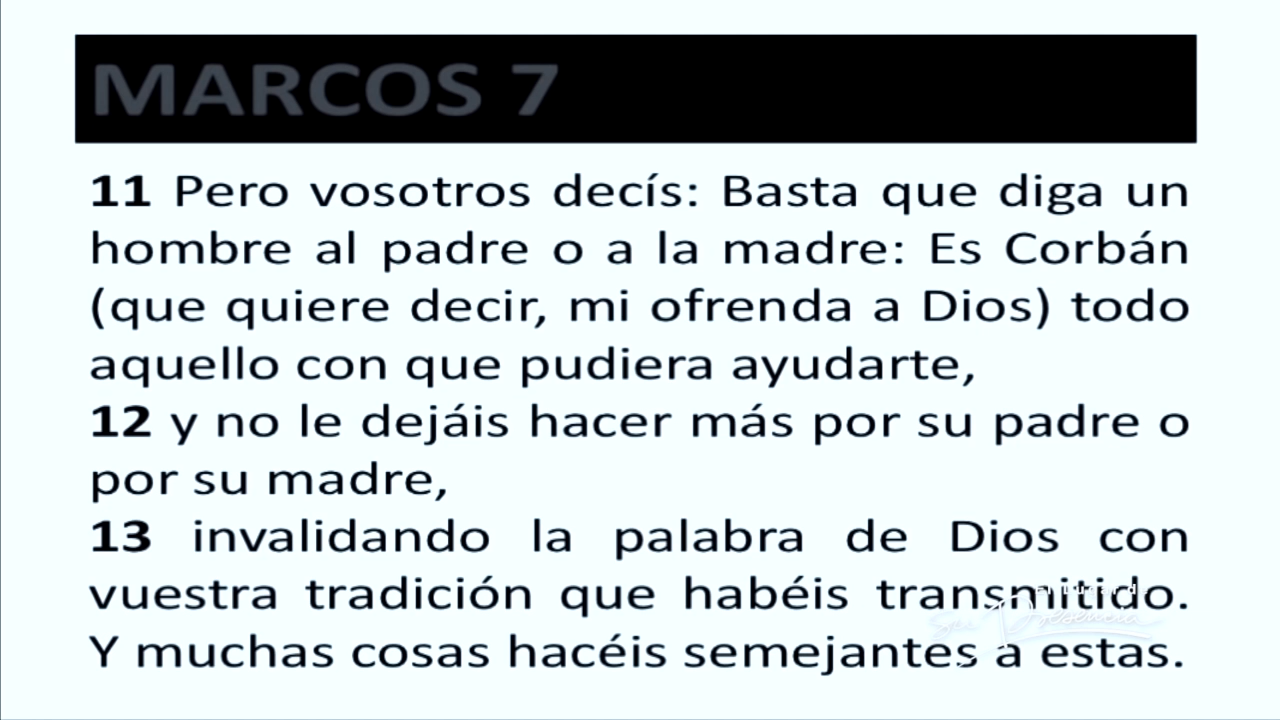 MARCOS 7
11 Pero vosotros decís: Basta que diga un
hombre al padre o a la madre: Es Corbán
(que quiere decir, mi ofrenda a Dios) todo
aquello con que pudiera ayudarte,
12 y no le dejáis hacer más por su padre o
por su madre,
13 invalidando la palabra de Dios con
vuestra tradición que habéis transmitido.
Y muchas cosas hacéis semejantes a estas.
su Presencia